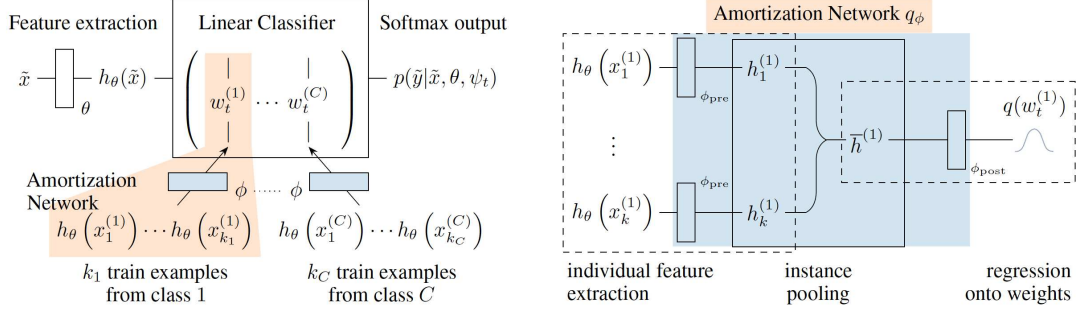 Feature extraction
Linear Classifier
Softmax output
x̃
θ
h_θ(x̃)
w_t^{(1)} ··· w_t^{(C)}
p(ỹ|x̃, θ, ψ_t)
Amortization
Network
φ ······ φ
h_θ(x_1^{(1)}) ··· h_θ(x_{k_1}^{(1)})
h_θ(x_1^{(C)}) ··· h_θ(x_{k_C}^{(C)})
k_1 train examples
from class 1
k_C train examples
from class C
Amortization Network q_φ
h_θ(x_1^{(1)})
φ_pre
h_1^{(1)}
⋮
h̄^{(1)}
φ_post
q(w_t^{(1)})
h_θ(x_k^{(1)})
φ_pre
h_k^{(1)}
individual feature
extraction
instance
pooling
regression
onto weights